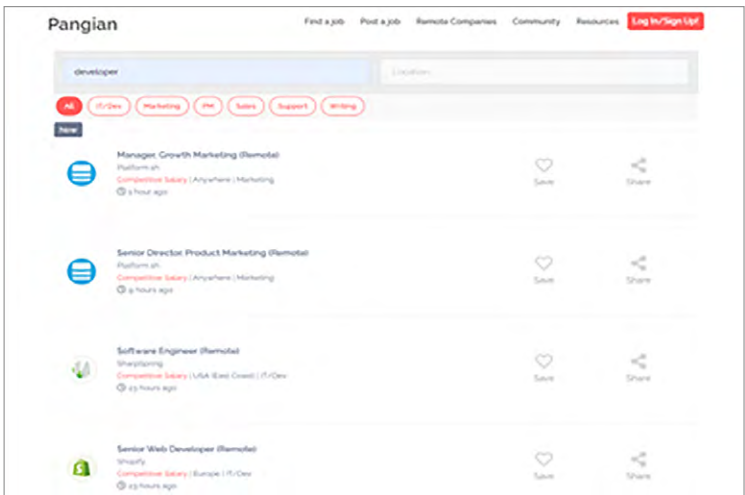 Pangian
Find a job Post a job Remote Companies Community Resources Log In/Sign Up!
developer Location
All IT/Dev Marketing PM Sales Support Writing
New
Manager, Growth Marketing (Remote)
Platform.sh
Competitive Salary | Anywhere | Marketing
hour ago
Save Share
Senior Director, Product Marketing (Remote)
Platform.sh
Competitive Salary | Anywhere | Marketing
hours ago
Save Share
Software Engineer (Remote)
SharpSpring
Competitive Salary | USA (East Coast) | IT/Dev
23 hours ago
Save Share
Senior Web Developer (Remote)
Shopify
Competitive Salary | Europe | IT/Dev
23 hours ago
Save Share